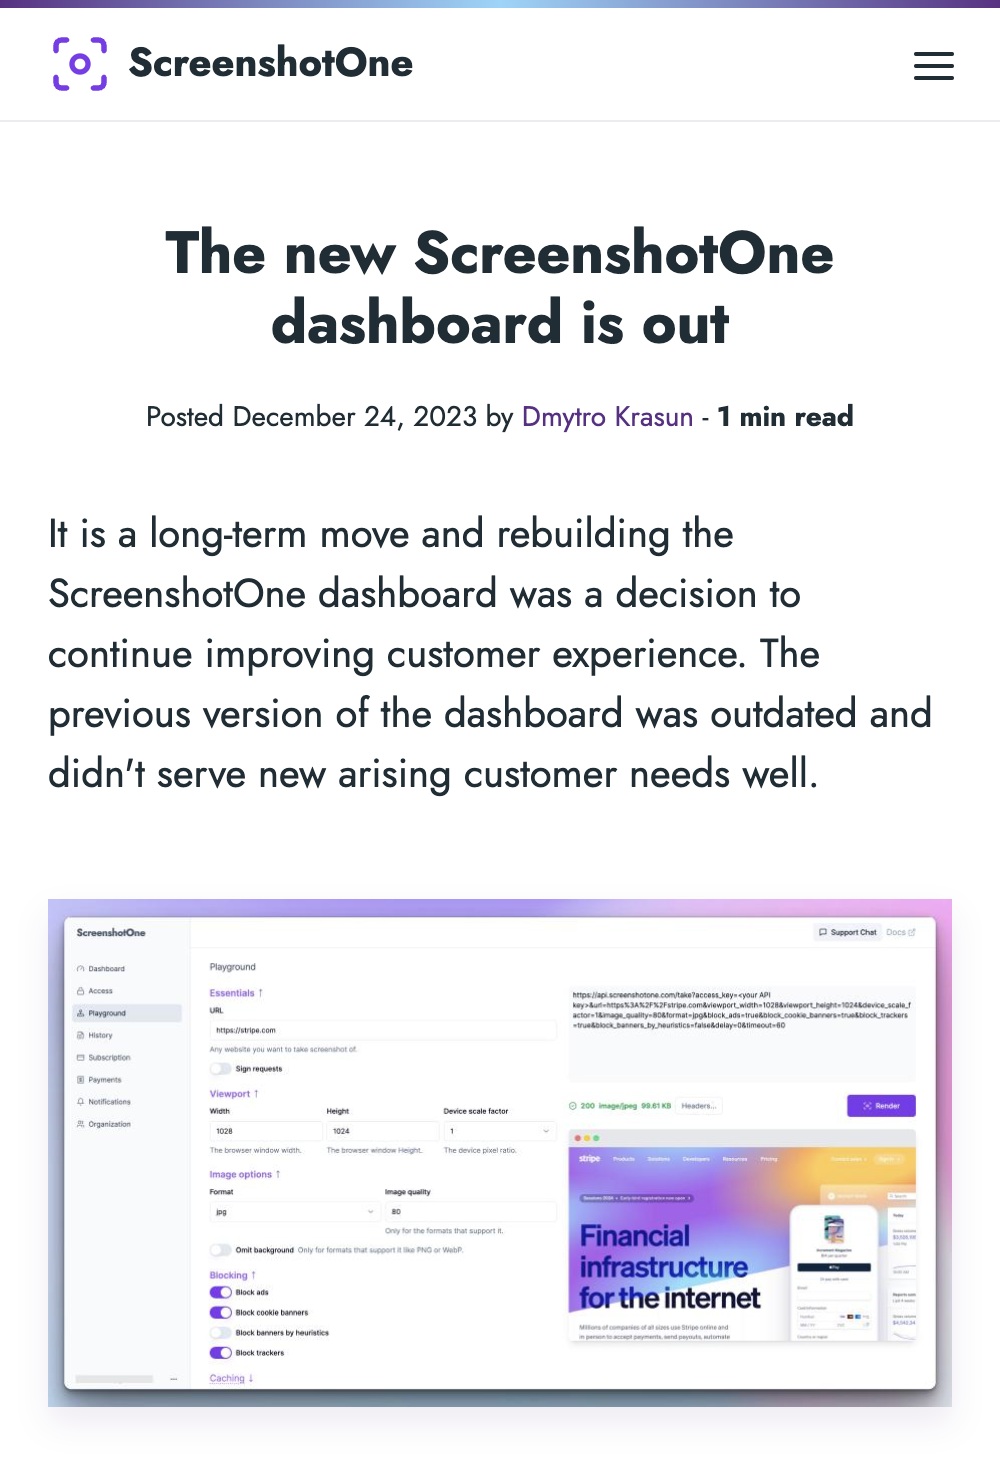 ScreenshotOne
The new ScreenshotOne
dashboard is out
Posted December 24, 2023 by Dmytro Krasun - 1 min read
It is a long-term move and rebuilding the
ScreenshotOne dashboard was a decision to
continue improving customer experience. The
previous version of the dashboard was outdated and
didn't serve new arising customer needs well.
ScreenshotOne
Support Chat Docs
Dashboard
Access
Playground
History
Subscription
Payments
Notifications
Organization
Playground
Essentials ↑
URL
https://stripe.com
Any website you want to take screenshot of.
Sign requests
Viewport ↑
Width Height Device scale factor
1028 1024 1
The browser window width. The browser window Height. The device pixel ratio.
Image options ↑
Format Image quality
jpg 80
Only for the formats that support it.
Omit background Only for formats that support it like PNG or WebP.
Blocking ↑
Block ads
Block cookie banners
Block banners by heuristics
Block trackers
Caching ↓
https://api.screenshotone.com/take?access_key=<your API
key>&url=https%3A%2F%2Fstripe.com&viewport_width=1028&viewport_height=1024&device_scale_f
actor=1&image_quality=80&format=jpg&block_ads=true&block_cookie_banners=true&block_trackers
=true&block_banners_by_heuristics=false&delay=0&timeout=60
200 image/jpeg 99.61 KB Headers... Render
stripe Products Solutions Developers Resources Pricing
Financial
infrastructure
for the internet
Millions of companies of all sizes use Stripe online and
in person to accept payments, send payouts, automate